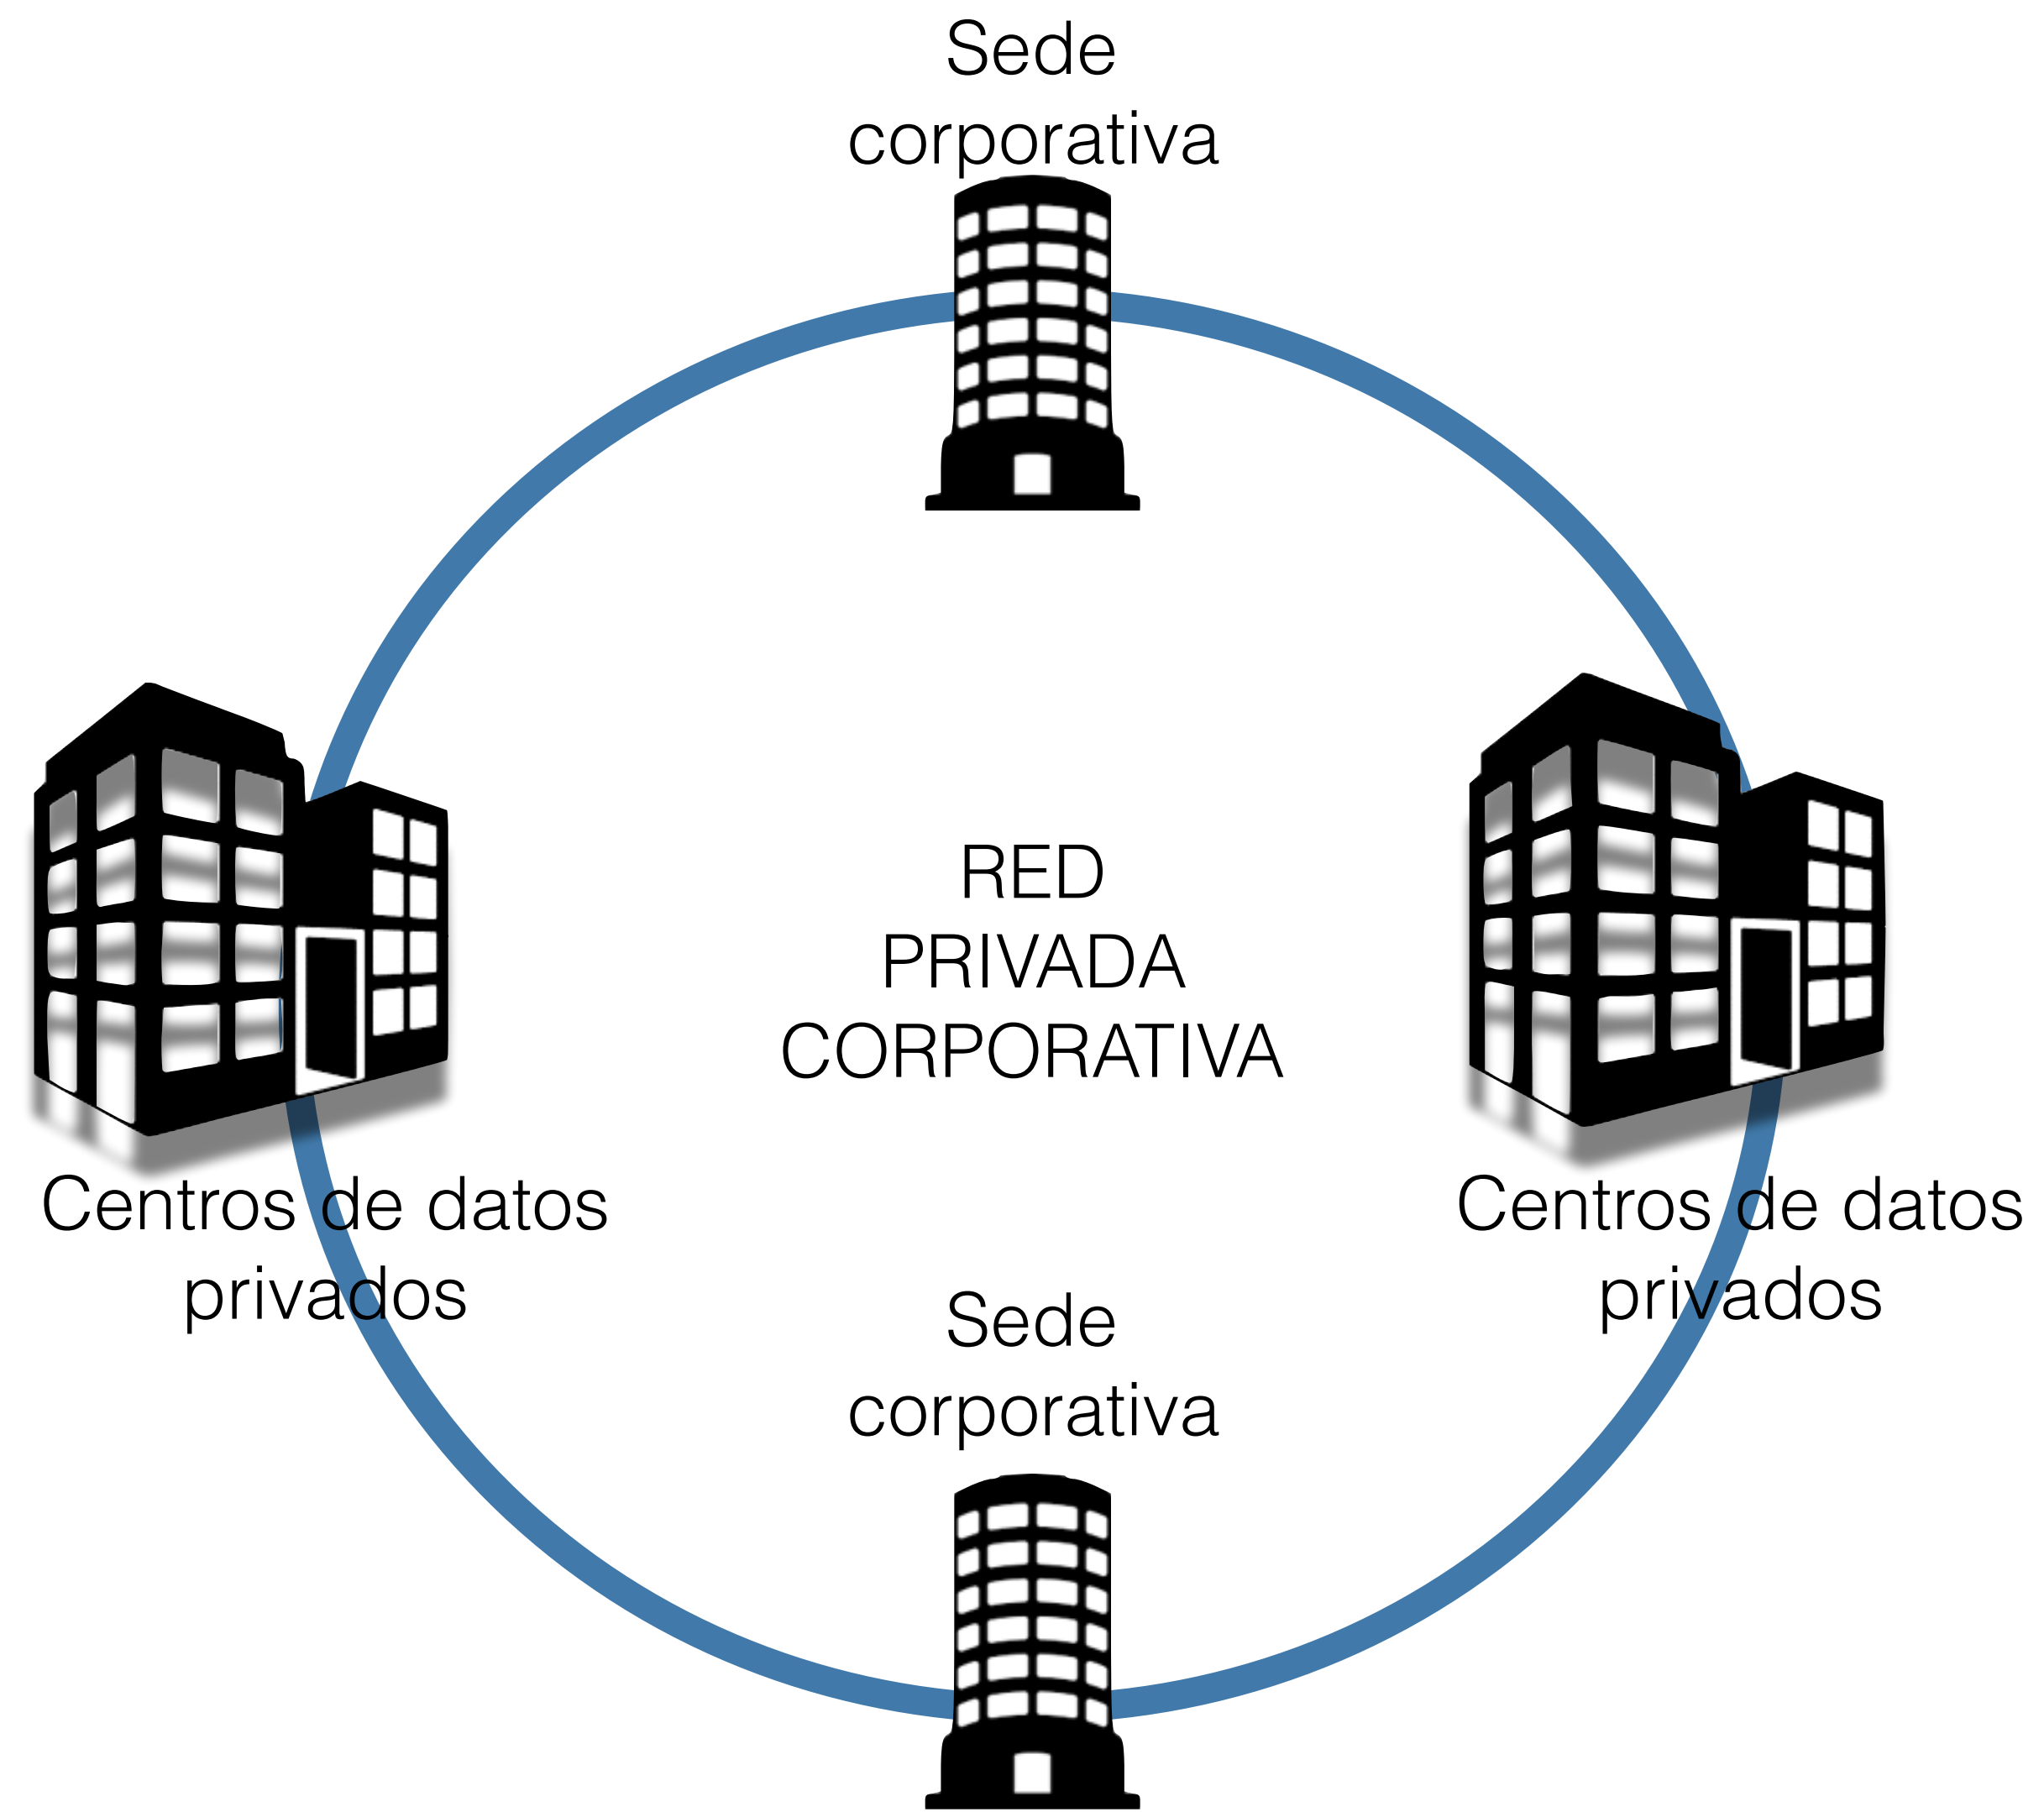 Sede
corporativa
RED
PRIVADA
CORPORATIVA
Centros de datos
privados
Centros de datos
privados
Sede
corporativa